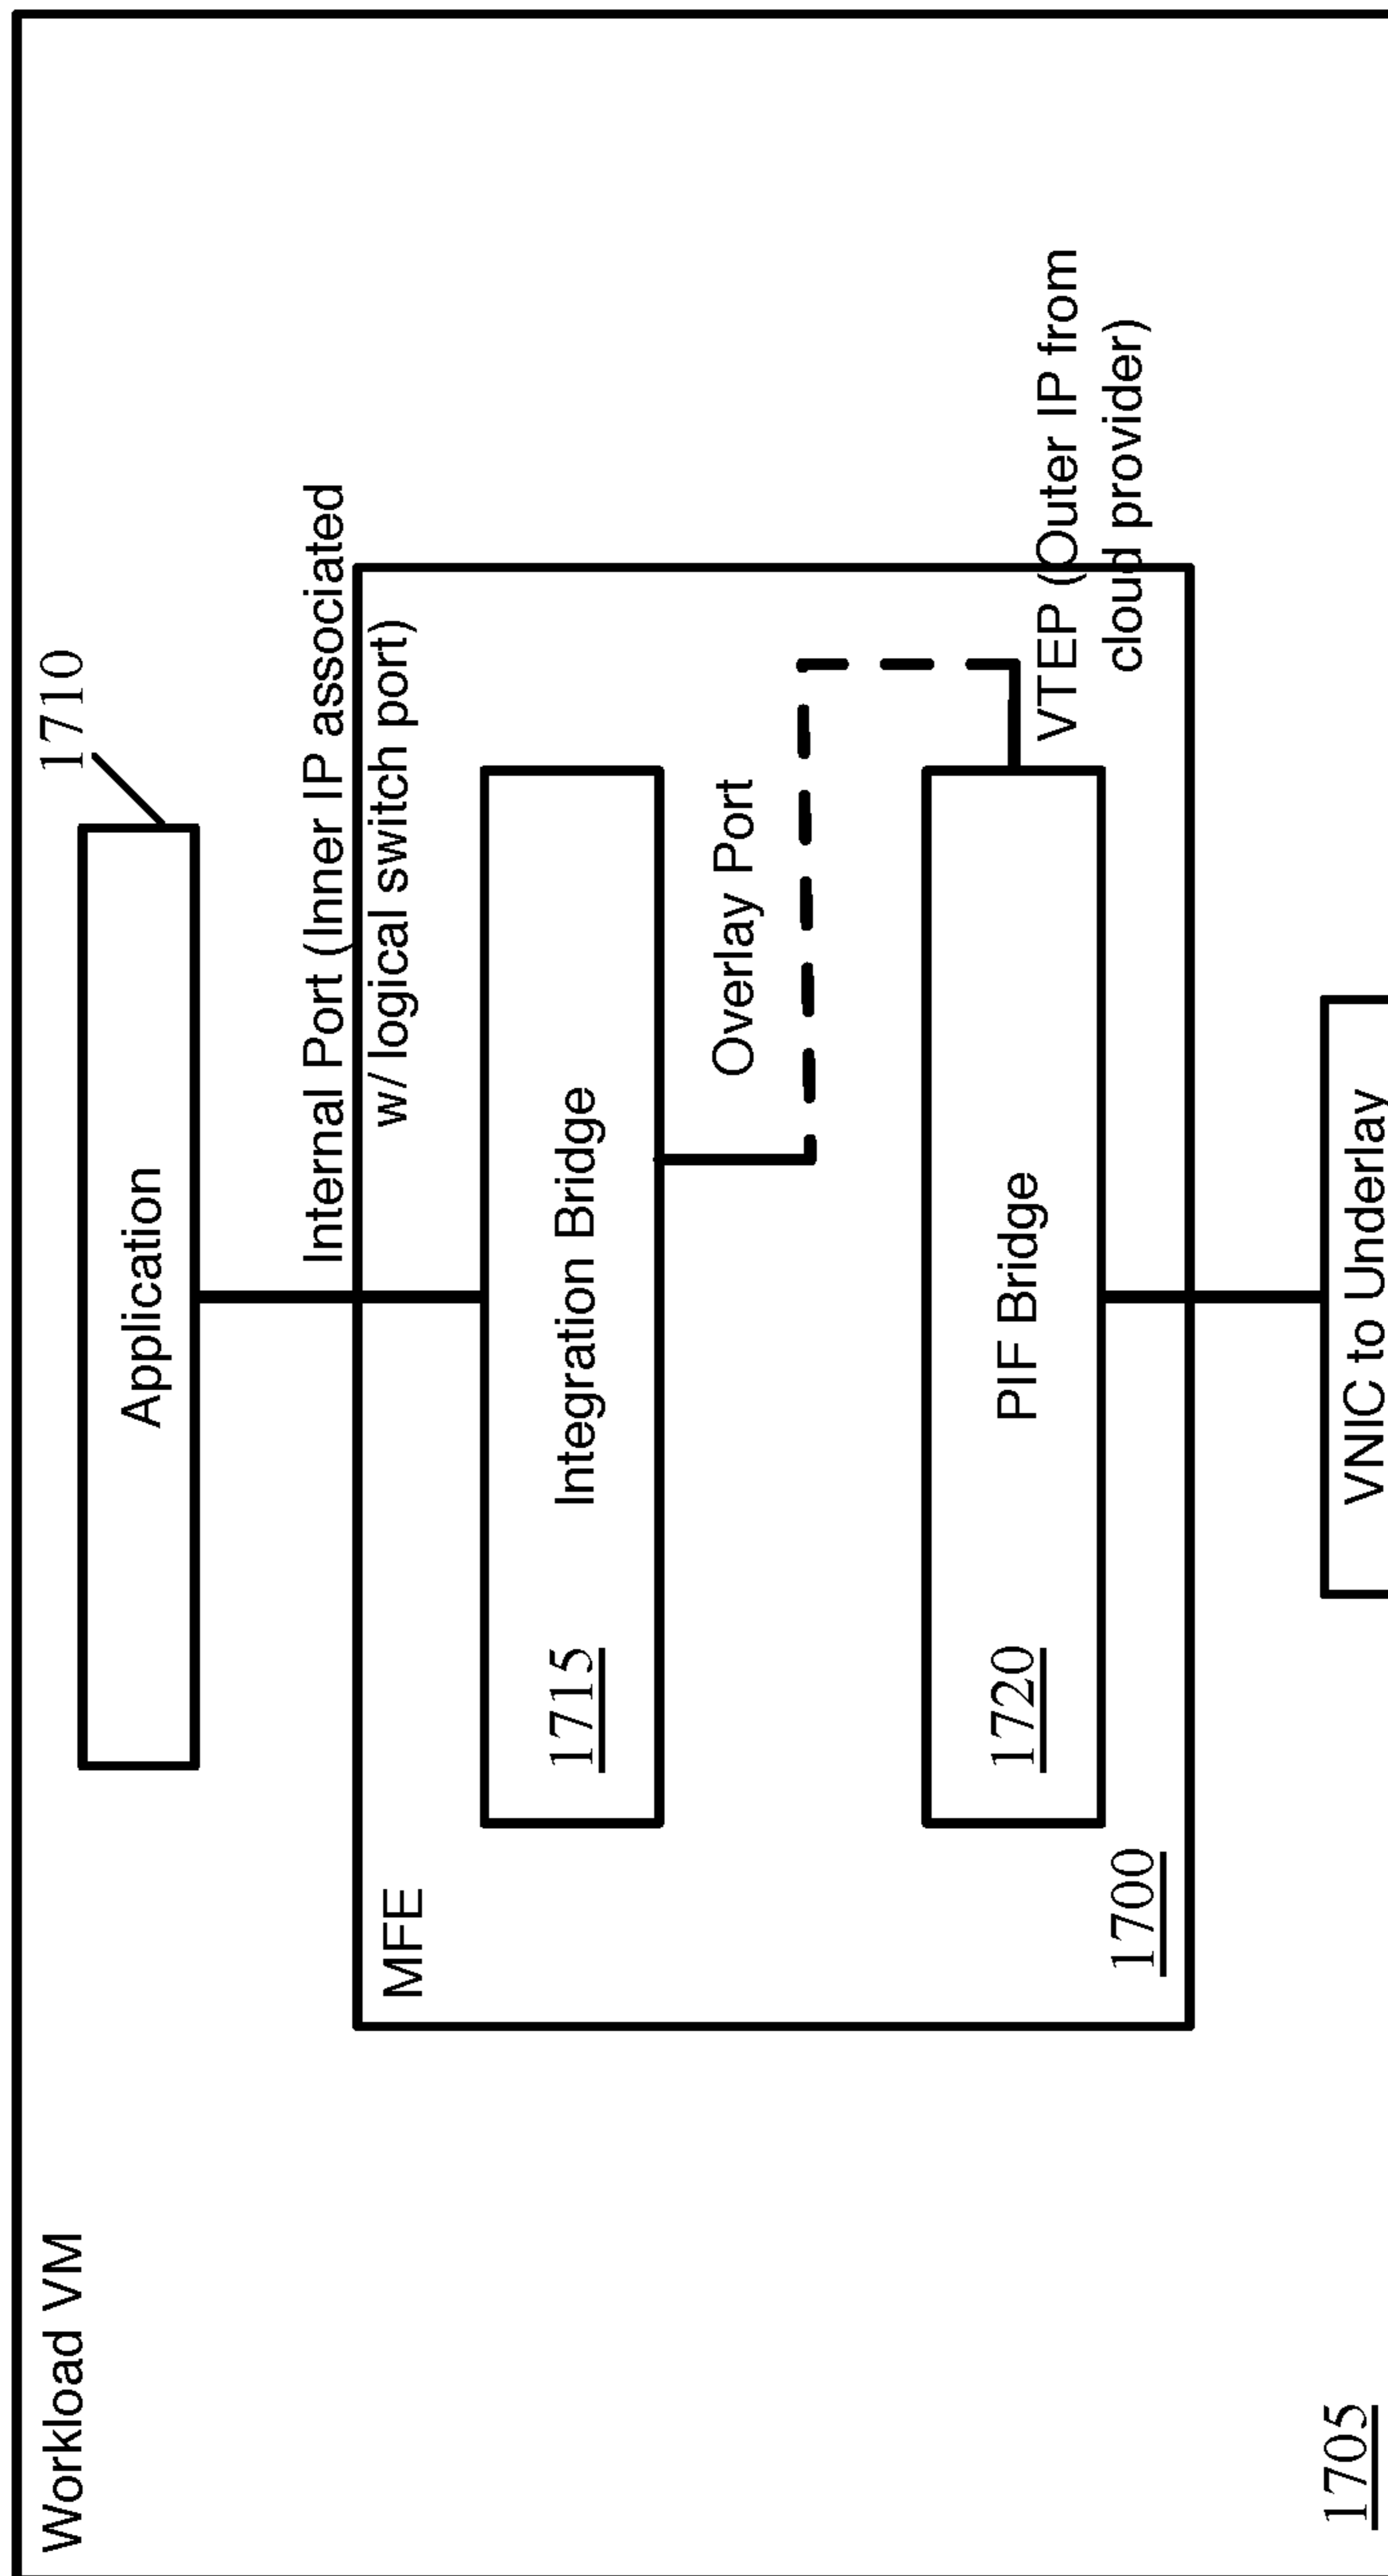 Workload VM
1710
Application
Internal Port (Inner IP associated
w/ logical switch port)
MFE
Integration Bridge
1715
Overlay Port
PIF Bridge
1720
VTEP (Outer IP from
cloud provider)
1700
VNIC to Underlay
1705